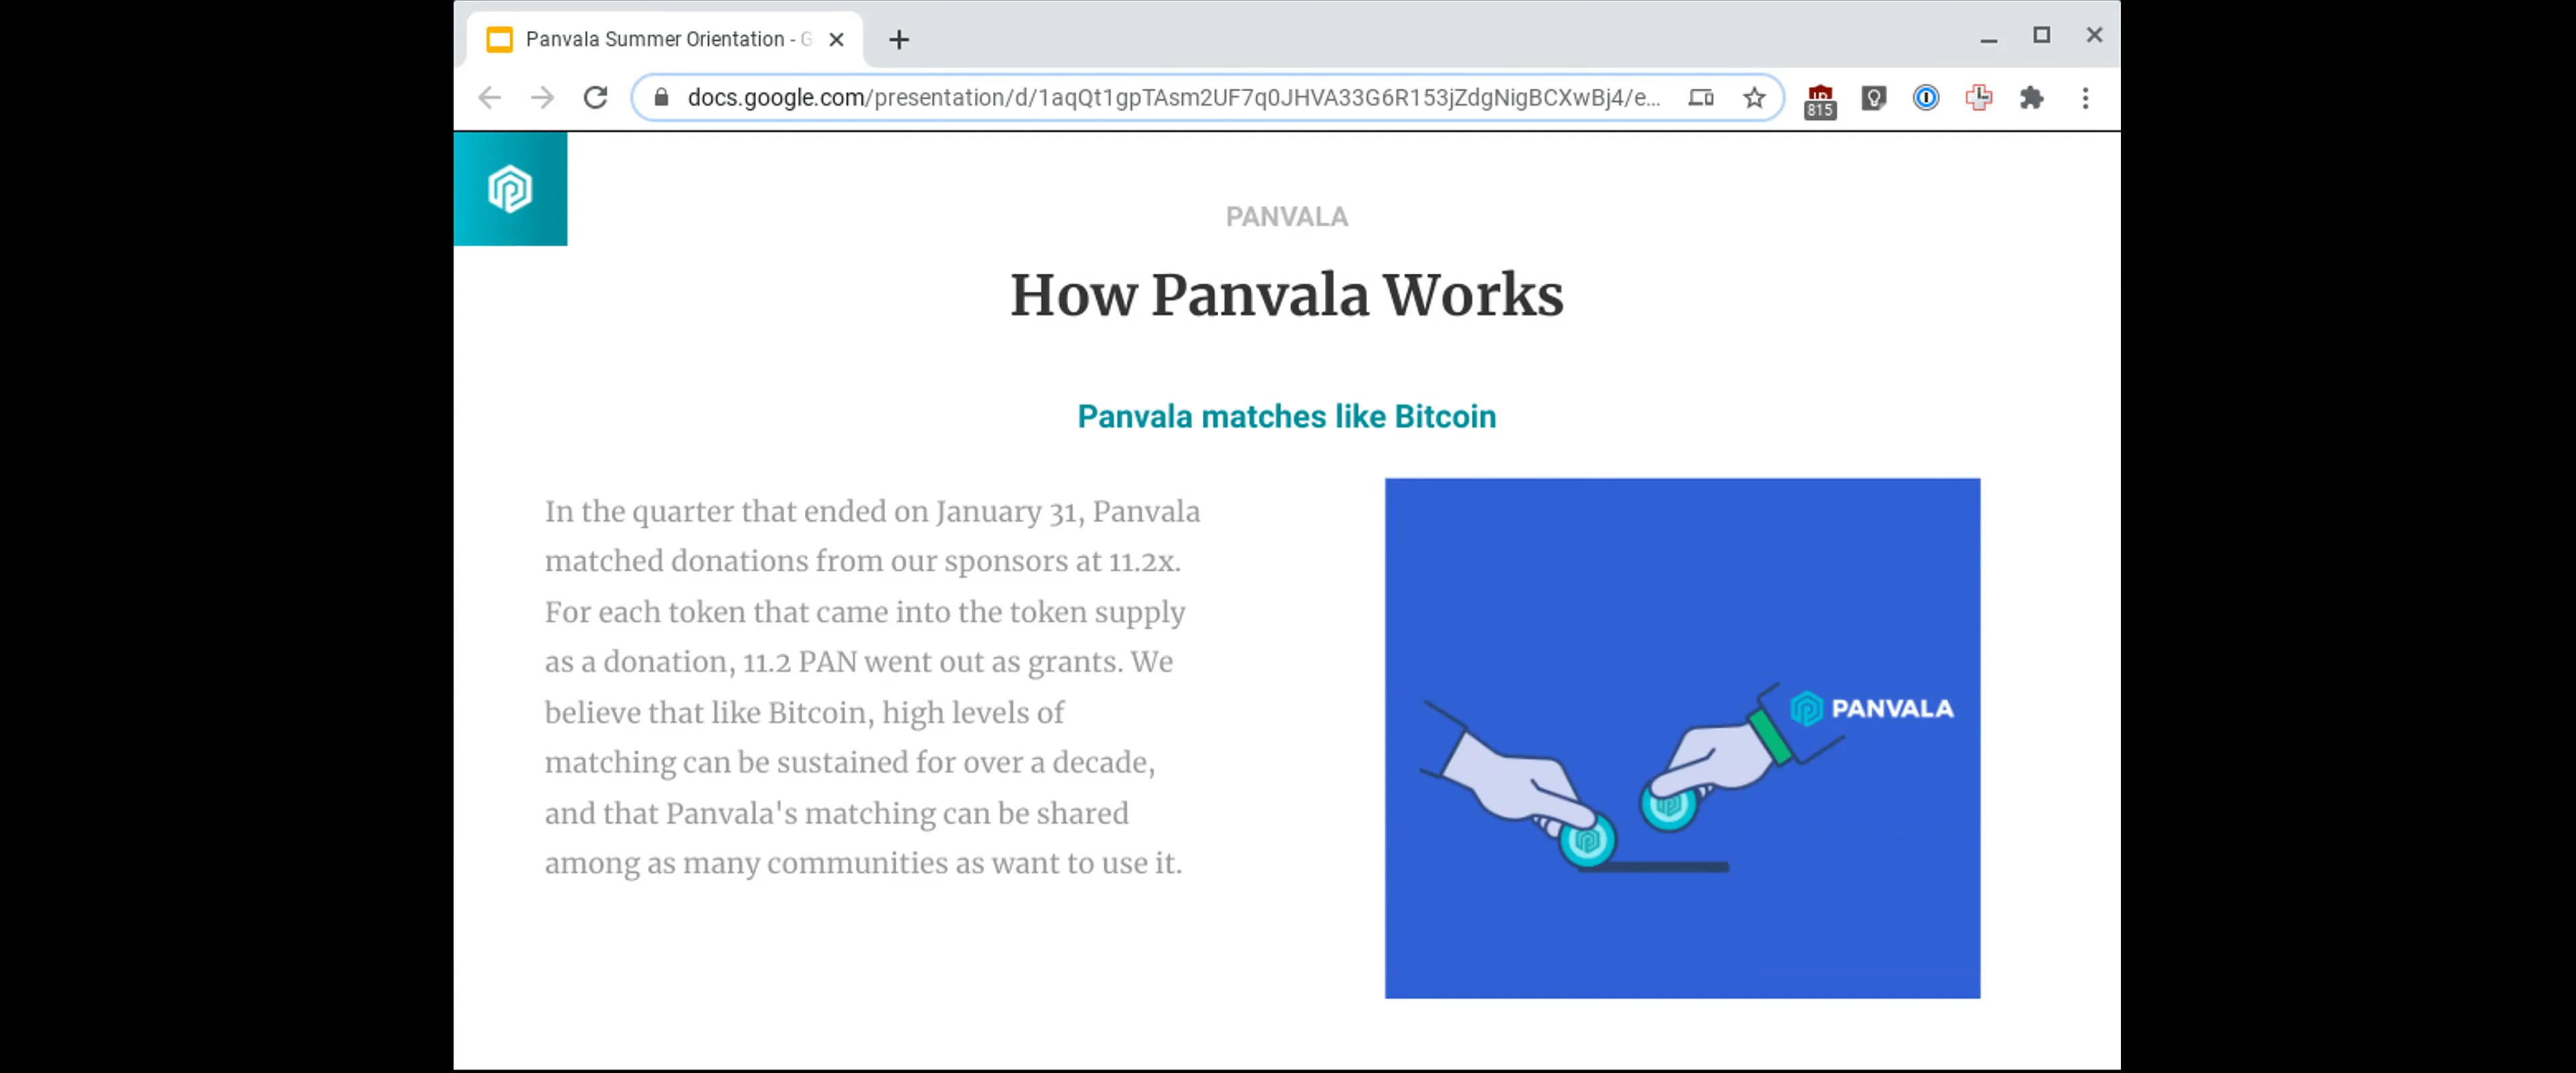 Panvala Summer Orientation - G
docs.google.com/presentation/d/1aqQt1gpTAsm2UF7q0JHVA33G6R153jZdgNigBCXwBj4/e...
815
PANVALA
How Panvala Works
Panvala matches like Bitcoin
In the quarter that ended on January 31, Panvala
matched donations from our sponsors at 11.2x.
For each token that came into the token supply
as a donation, 11.2 PAN went out as grants. We
believe that like Bitcoin, high levels of
matching can be sustained for over a decade,
and that Panvala's matching can be shared
among as many communities as want to use it.
PANVALA